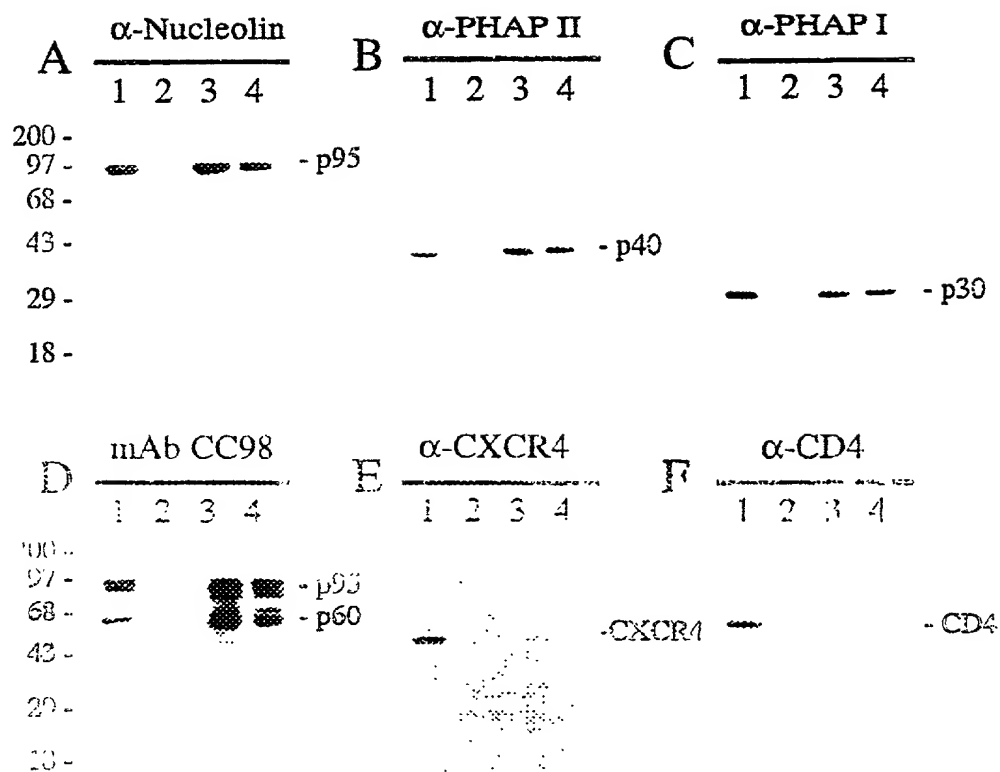 A α-Nucleolin B α-PHAP II C α-PHAP I
1 2 3 4 1 2 3 4 1 2 3 4
200 -
97 - - p95
68 -
43 - - p40
29 - - p30
18 -
D mAb CC98 E α-CXCR4 F α-CD4
1 2 3 4 1 2 3 4 1 2 3 4
97 -
68 - - p60 -CXCR4 - CD4
43 -